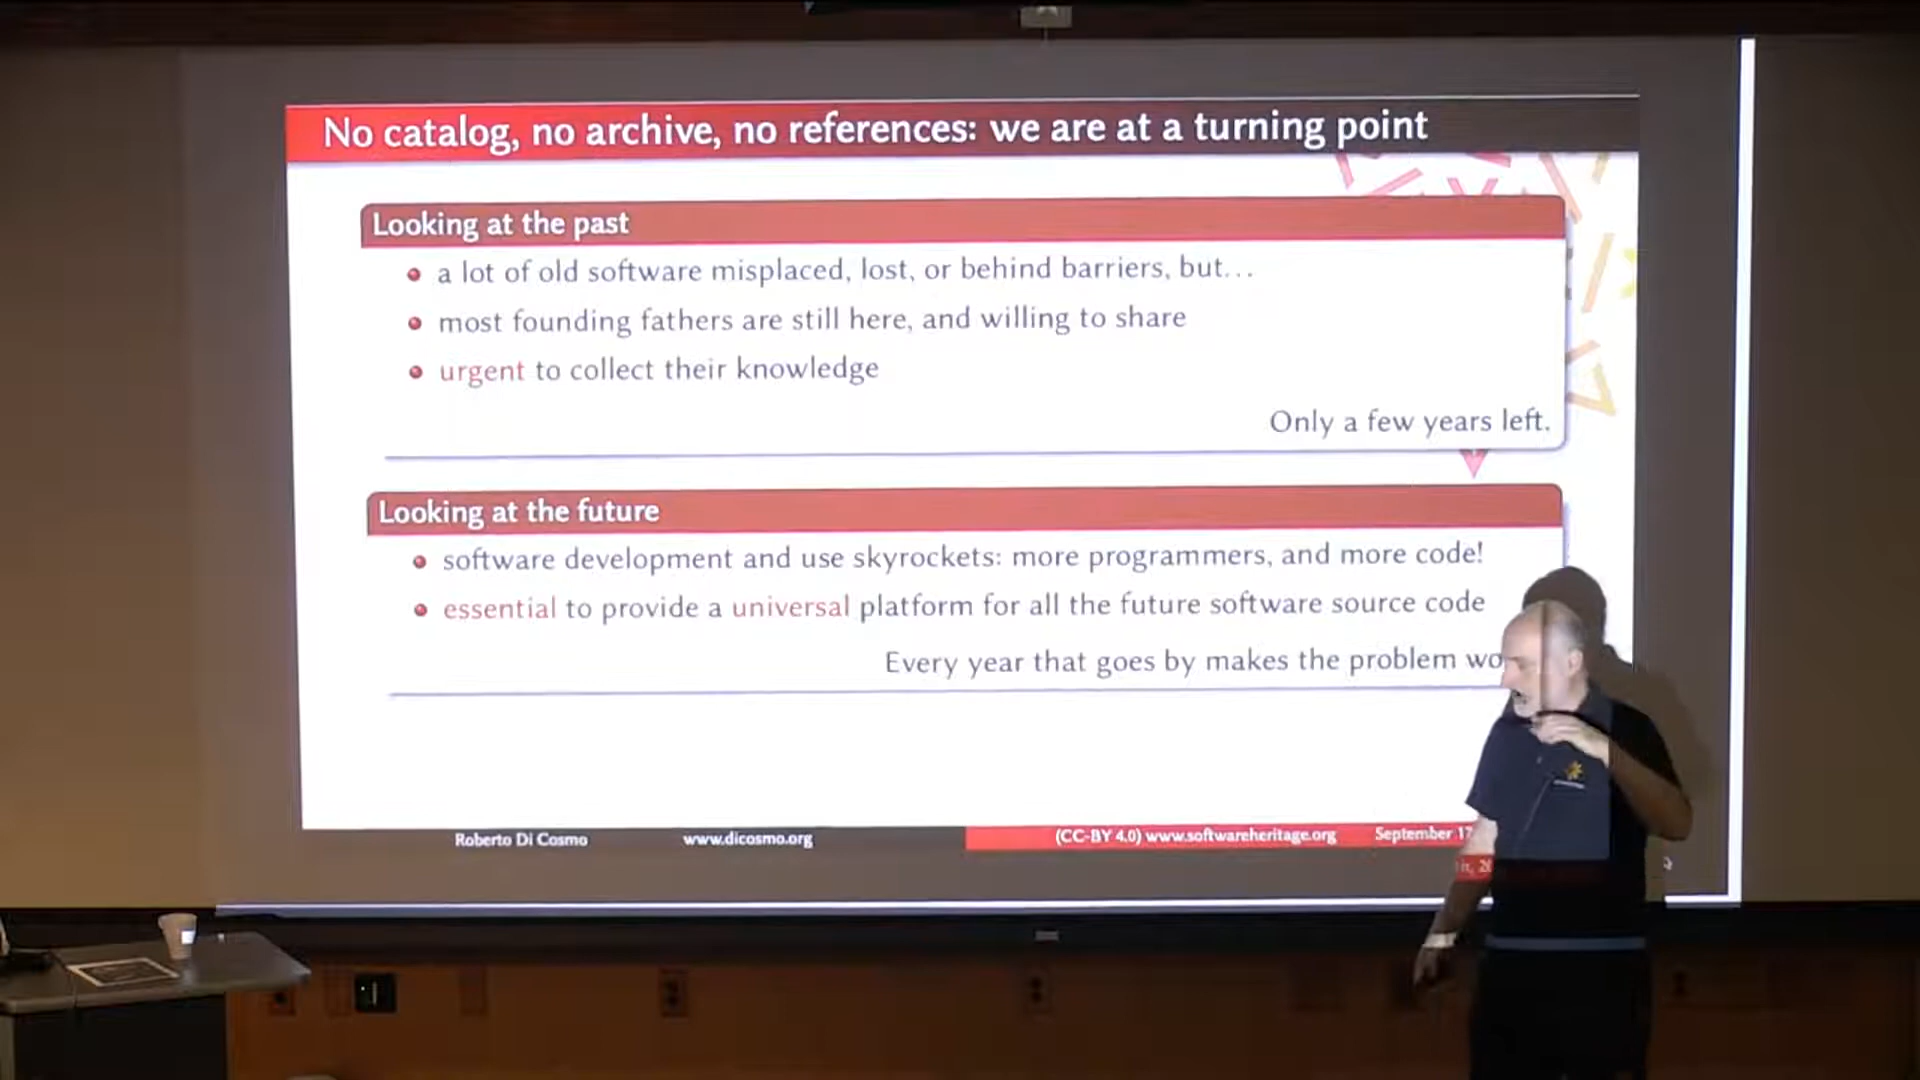 No catalog, no archive, no references: we are at a turning point
Looking at the past
a lot of old software misplaced, lost, or behind barriers, but...
most founding fathers are still here, and willing to share
urgent to collect their knowledge
Only a few years left.
Looking at the future
software development and use skyrockets: more programmers, and more code!
essential to provide a universal platform for all the future software source code
Every year that goes by makes the problem
Roberto Di Cosmo www.dicosmo.org (CC-BY 4.0) www.softwareheritage.org September 17